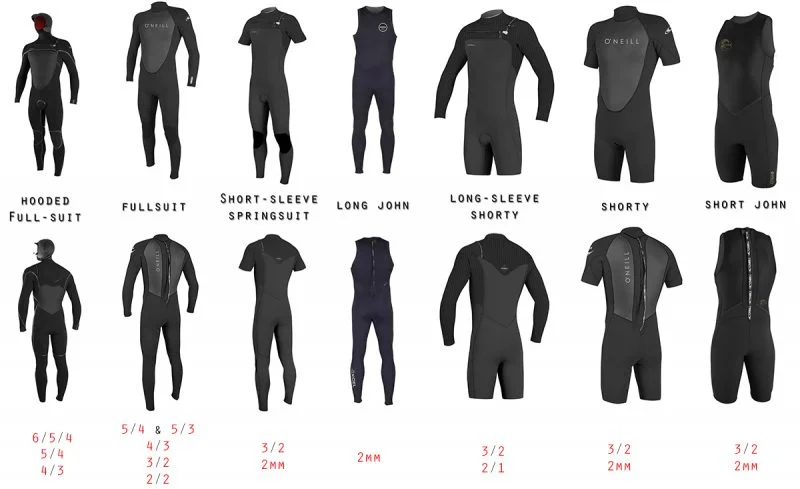 O'NEILL
O'NEILL
HOODED
FULL-SUIT
FULLSUIT
SHORT-SLEEVE
SPRINGSUIT
LONG JOHN
LONG-SLEEVE
SHORTY
SHORTY
SHORT JOHN
O'NEILL
O'NEILL
6/5/4
5/4
4/3
5/4 & 5/3
4/3
3/2
2/2
3/2
2MM
2MM
3/2
2/1
3/2
2MM
3/2
2MM